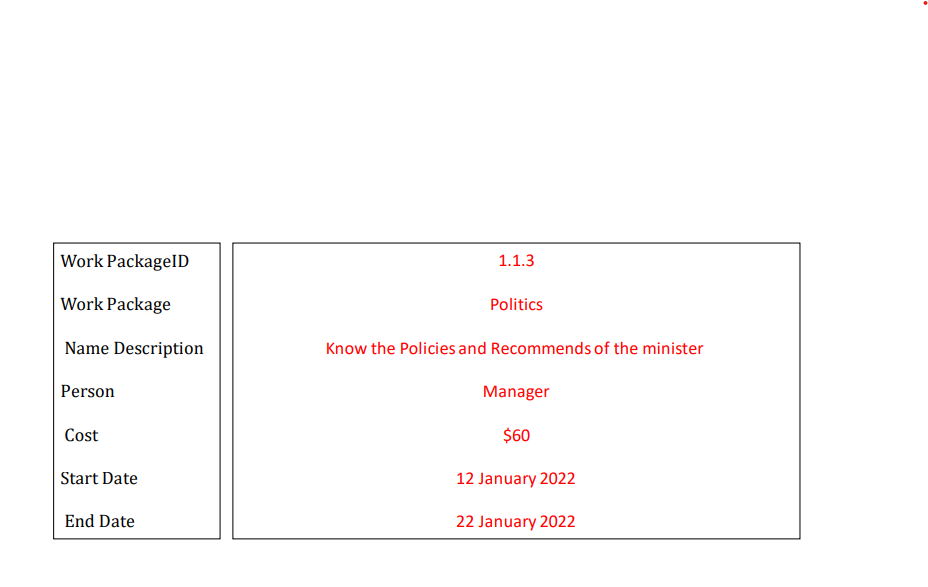 Work PackageID 1.1.3
Work Package Politics
Name Description Know the Policies and Recommends of the minister
Person Manager
Cost $60
Start Date 12 January 2022
End Date 22 January 2022